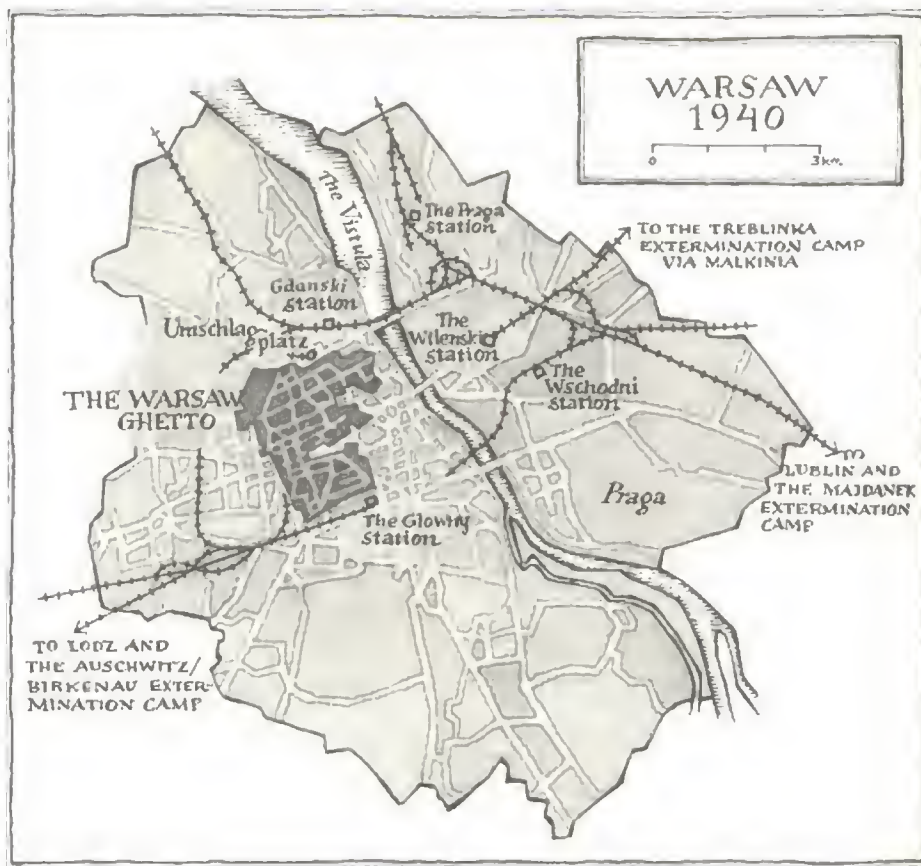 WARSAW
1940
0 3km.
The Vistula
The Praga
station
TO THE TREBLINKA
EXTERMINATION CAMP
VIA MALKINIA
Gdanski
station
Umschlag
platz
The
Wilenski
station
The
Wschodni
station
THE WARSAW
GHETTO
LUBLIN AND
THE MAJDANEK
EXTERMINATION
CAMP
Praga
The Glowny
station
TO LODZ AND
THE AUSCHWITZ/
BIRKENAU EXTER-
MINATION CAMP